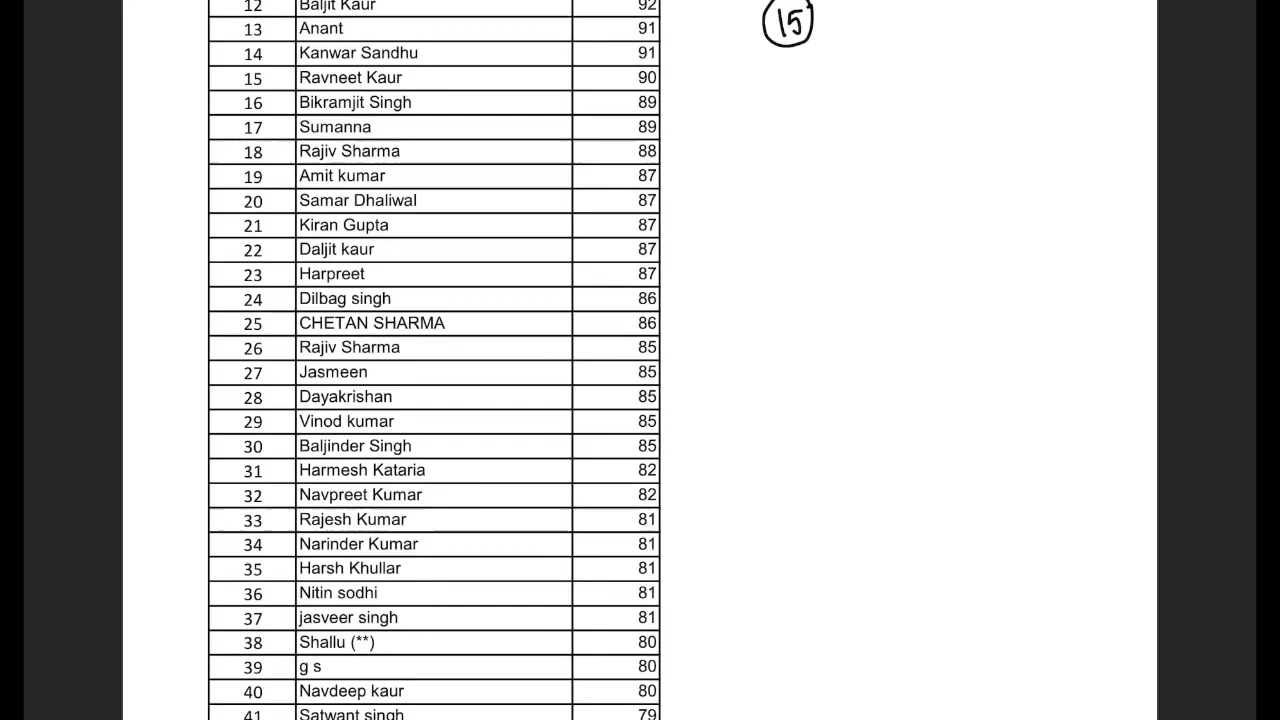 12 Baljit Kaur 92
15
13 Anant 91
14 Kanwar Sandhu 91
15 Ravneet Kaur 90
16 Bikramjit Singh 89
17 Sumanna 89
18 Rajiv Sharma 88
19 Amit kumar 87
20 Samar Dhaliwal 87
21 Kiran Gupta 87
22 Daljit kaur 87
23 Harpreet 87
24 Dilbag singh 86
25 CHETAN SHARMA 86
26 Rajiv Sharma 85
27 Jasmeen 85
28 Dayakrishan 85
29 Vinod kumar 85
30 Baljinder Singh 85
31 Harmesh Kataria 82
32 Navpreet Kumar 82
33 Rajesh Kumar 81
34 Narinder Kumar 81
35 Harsh Khullar 81
36 Nitin sodhi 81
37 jasveer singh 81
38 Shallu (**) 80
39 g s 80
40 Navdeep kaur 80
41 Satwant singh 79